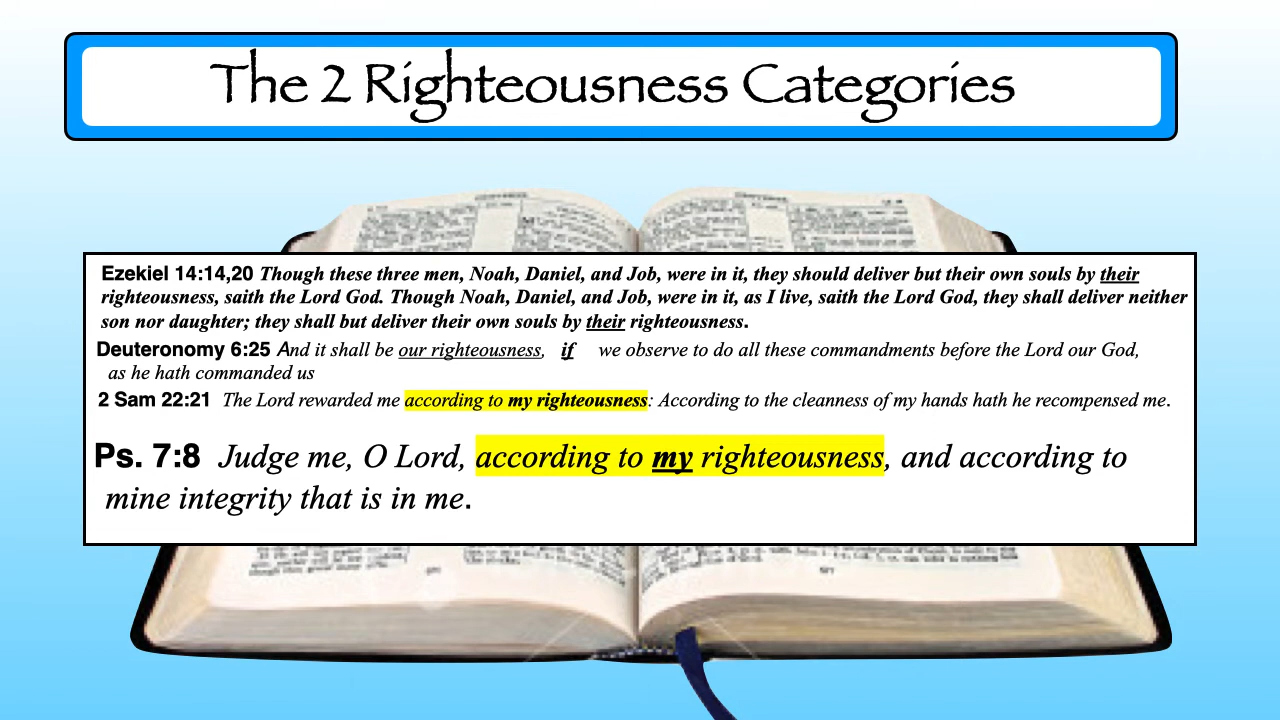 The 2 Righteousness Categories
Ezekiel 14:14,20 Though these three men, Noah, Daniel, and Job, were in it, they should deliver but their own souls by their
righteousness, saith the Lord God. Though Noah, Daniel, and Job, were in it, as I live, saith the Lord God, they shall deliver neither
son nor daughter; they shall but deliver their own souls by their righteousness.
Deuteronomy 6:25 And it shall be our righteousness, if we observe to do all these commandments before the Lord our God,
as he hath commanded us
2 Sam 22:21 The Lord rewarded me according to my righteousness: According to the cleanness of my hands hath he recompensed me.
Ps. 7:8 Judge me, O Lord, according to my righteousness, and according to
mine integrity that is in me.